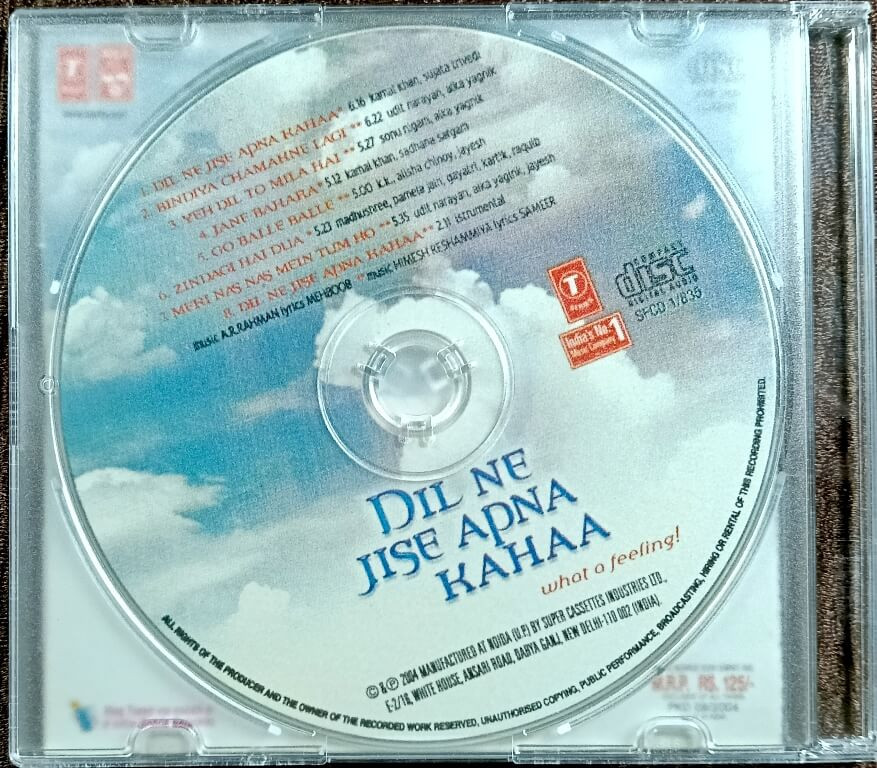 1. DIL NE JISE APNA KAHAA* 6.16 kamal khan, sujata trivedi
2. BINDIYA CHAMAHNE LAGI ** 6.22 udit narayan, alka yagnik
3. YEH DIL TO MILA HAI ** 5.27 sonu nigam, alka yagnik
4. JANE BAHARA* 5.12 kamal khan, sadhana sargam
5. GO BALLE BALLE ** 5.00 k.k., alisha chinoy, jayesh
6. ZINDAGI HAI DUA * 5.23 madhushree, pamela jain, gayatri, kartik, raquib
7. MERI NAS NAS MEIN TUM HO ** 5.35 udit narayan, alka yagink, jayesh
8. DIL NE JISE APNA KAHAA** 2.11 istrumental
music A.R.RAHMAN lyrics MEHBOOB * music HIMESH RESHAMMIYA lyrics SAMEER
T
COMPACT
disc
DIGITAL AUDIO
SFCD 1/835
India's No.1
Music Company
DIL NE
JISE APNA
KAHAA
what a feeling!
© & ℗ 2004 MANUFACTURED AT NOIDA (U.P.) BY SUPER CASSETTES INDUSTRIES LTD.,
E-2/16, WHITE HOUSE, ANSARI ROAD, DARYA GANJ, NEW DELHI-110 002 (INDIA).
ALL RIGHTS OF THE PRODUCER AND THE OWNER OF THE RECORDED WORK RESERVED, UNAUTHORISED COPYING, PUBLIC PERFORMANCE, BROADCASTING, HIRING OR RENTAL OF THIS RECORDING PROHIBITED.
M.R.P. RS. 125/-